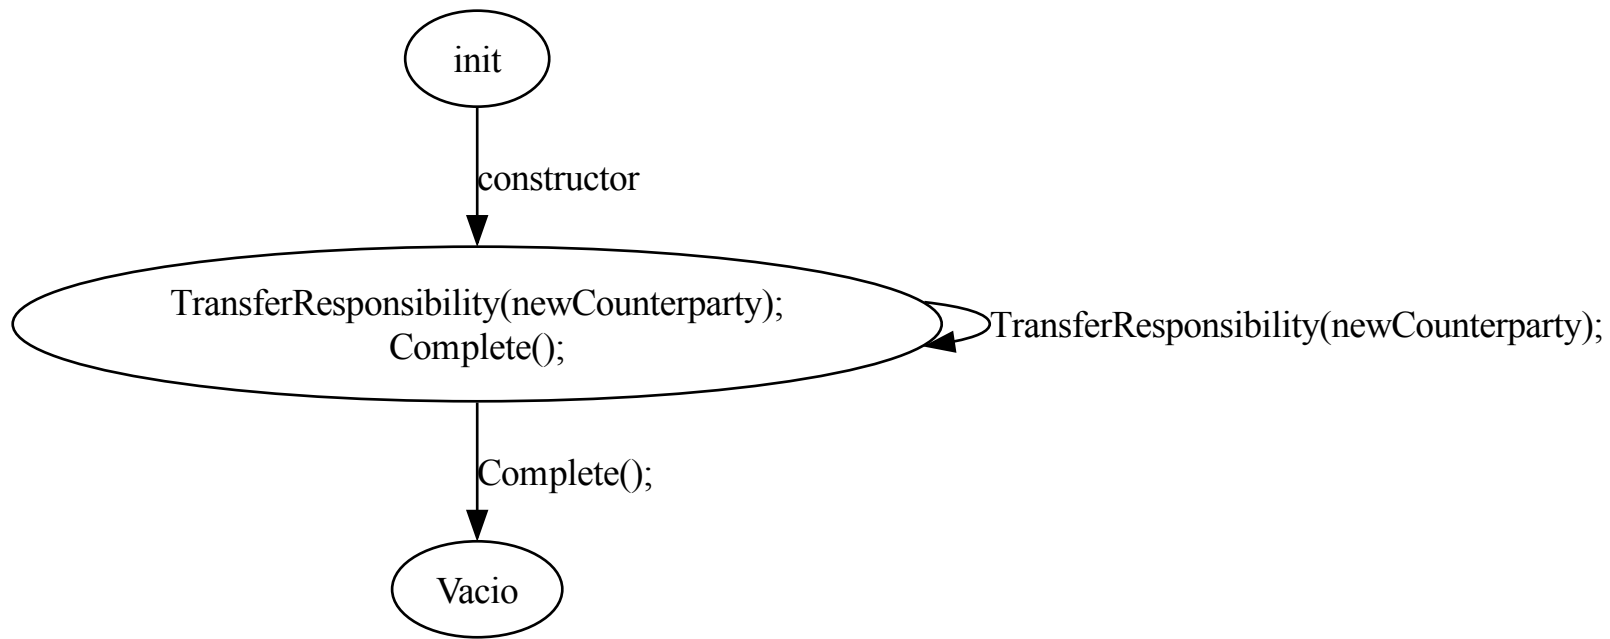 init
constructor
TransferResponsibility(newCounterparty);
Complete();
TransferResponsibility(newCounterparty);
Complete();
Vacio